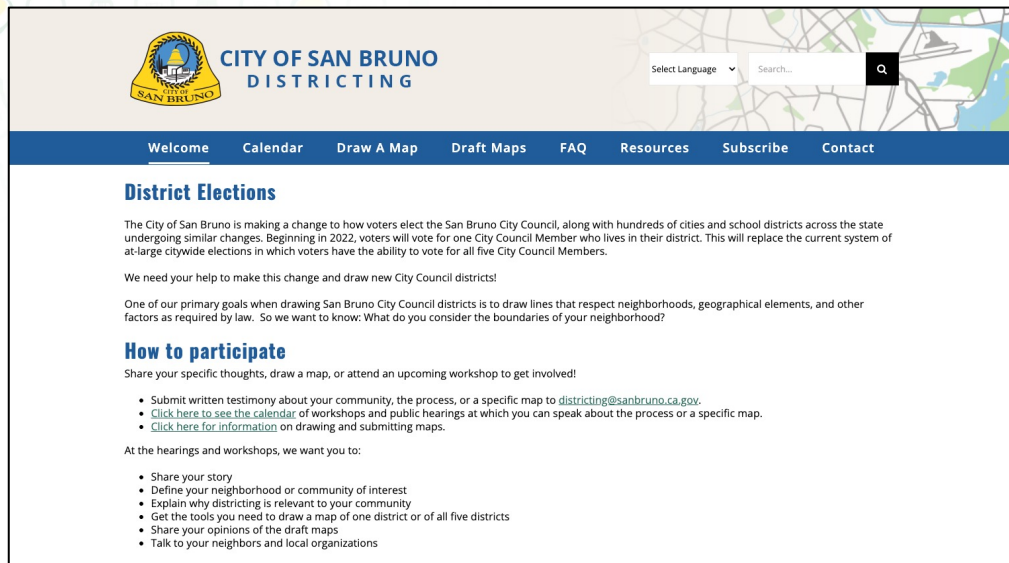 CITY OF SAN BRUNO
DISTRICTING
CITY OF
SAN BRUNO
Select Language
Search...
Welcome Calendar Draw A Map Draft Maps FAQ Resources Subscribe Contact
District Elections
The City of San Bruno is making a change to how voters elect the San Bruno City Council, along with hundreds of cities and school districts across the state
undergoing similar changes. Beginning in 2022, voters will vote for one City Council Member who lives in their district. This will replace the current system of
at-large citywide elections in which voters have the ability to vote for all five City Council Members.
We need your help to make this change and draw new City Council districts!
One of our primary goals when drawing San Bruno City Council districts is to draw lines that respect neighborhoods, geographical elements, and other
factors as required by law. So we want to know: What do you consider the boundaries of your neighborhood?
How to participate
Share your specific thoughts, draw a map, or attend an upcoming workshop to get involved!
• Submit written testimony about your community, the process, or a specific map to districting@sanbruno.ca.gov.
• Click here to see the calendar of workshops and public hearings at which you can speak about the process or a specific map.
• Click here for information on drawing and submitting maps.
At the hearings and workshops, we want you to:
• Share your story
• Define your neighborhood or community of interest
• Explain why districting is relevant to your community
• Get the tools you need to draw a map of one district or of all five districts
• Share your opinions of the draft maps
• Talk to your neighbors and local organizations